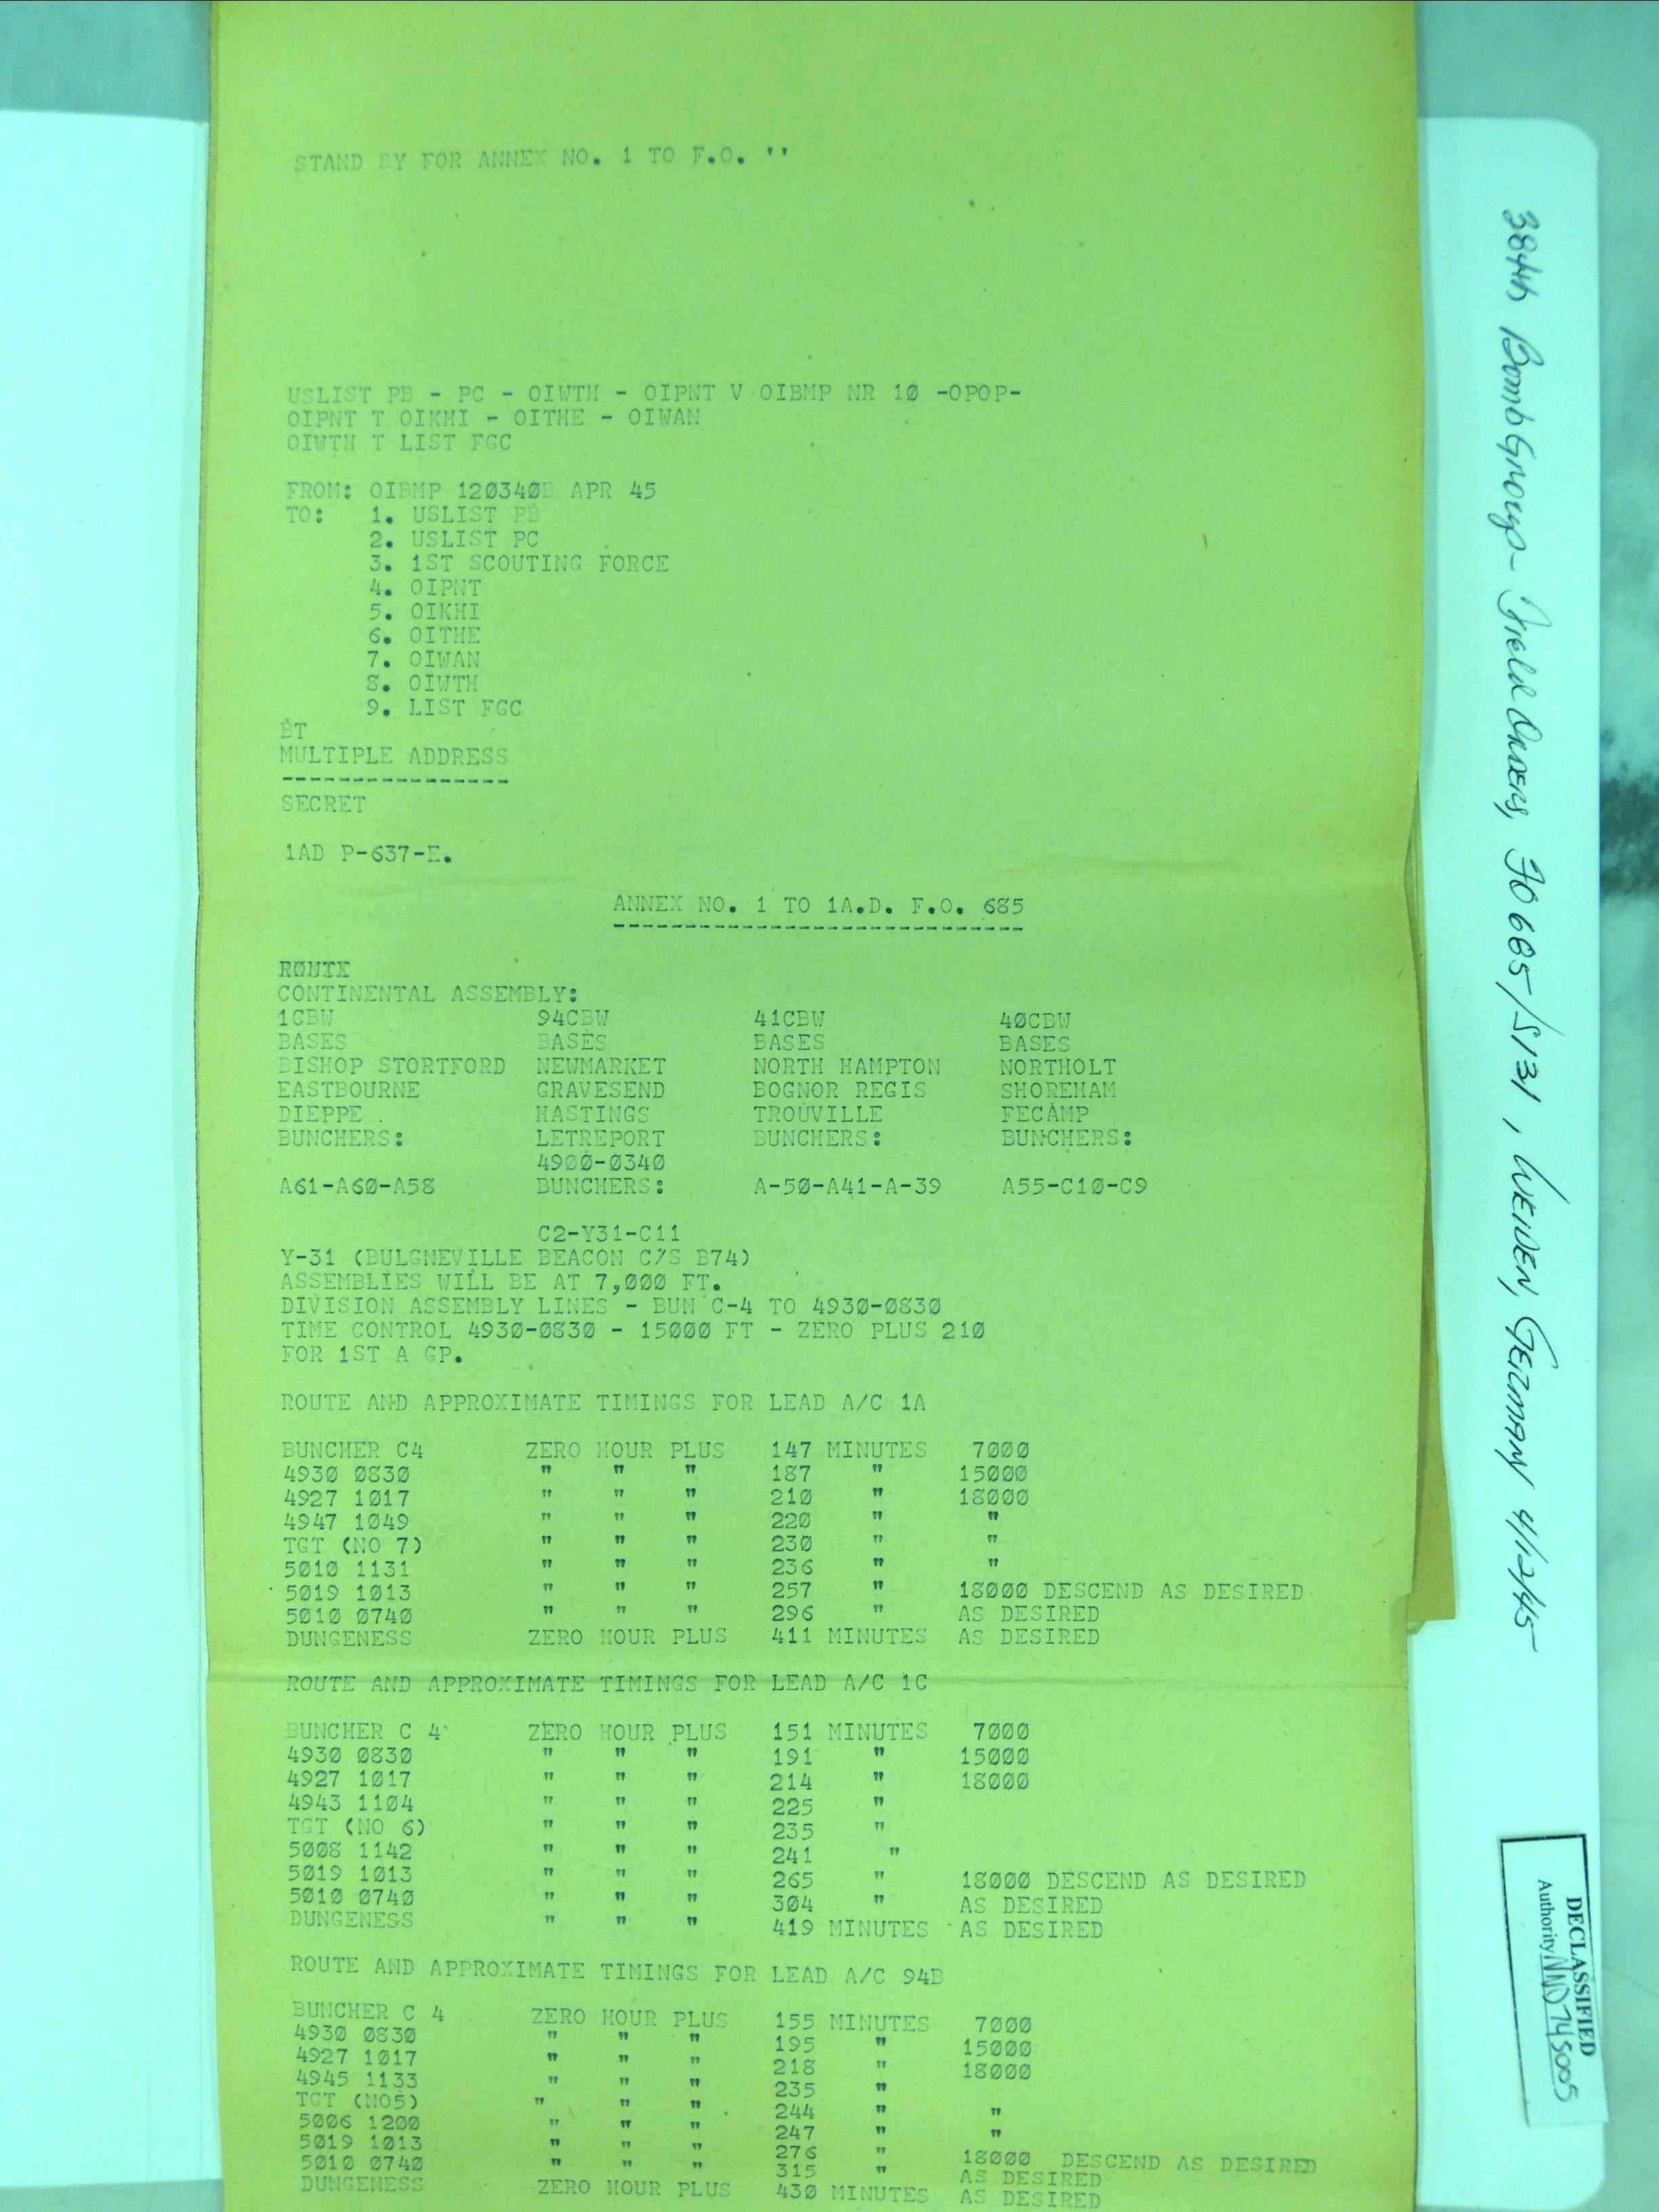 STAND BY FOR ANNEX NO. 1 TO F.O. ''
USLIST PB - PC - OIWTH - OIPNT V OIBMP NR 10 -OPOP-
OIPNT T OIKHI - OITHE - OIWAN
OIWTH T LIST FGC
FROM: OIBMP 120340B APR 45
TO: 1. USLIST PB
2. USLIST PC
3. 1ST SCOUTING FORCE
4. OIPNT
5. OIKHI
6. OITHE
7. OIWAN
8. OIWTH
9. LIST FGC
BT
MULTIPLE ADDRESS
----------------
SECRET
1AD P-637-E.
ANNEX NO. 1 TO 1A.D. F.O. 685
-----------------------------
ROUTX
CONTINENTAL ASSEMBLY:
1CBW 94CBW 41CBW 40CBW
BASES BASES BASES BASES
BISHOP STORTFORD NEWMARKET NORTH HAMPTON NORTHOLT
EASTBOURNE GRAVESEND BOGNOR REGIS SHOREHAM
DIEPPE . HASTINGS TROUVILLE FECAMP
BUNCHERS: LETREPORT BUNCHERS: BUNCHERS:
4900-0340
A61-A60-A58 BUNCHERS: A-50-A41-A-39 A55-C10-C9
C2-Y31-C11
Y-31 (BULGNEVILLE BEACON C/S B74)
ASSEMBLIES WILL BE AT 7,000 FT.
DIVISION ASSEMBLY LINES - BUN C-4 TO 4930-0830
TIME CONTROL 4930-0830 - 15000 FT - ZERO PLUS 210
FOR 1ST A GP.
ROUTE AND APPROXIMATE TIMINGS FOR LEAD A/C 1A
BUNCHER C4 ZERO HOUR PLUS 147 MINUTES 7000
4930 0830 " " " 187 " 15000
4927 1017 " " " 210 " 18000
4947 1049 " " " 220 " "
TGT (NO 7) " " " 230 " "
5010 1131 " " " 236 " "
5019 1013 " " " 257 " 18000 DESCEND AS DESIRED
5010 0740 " " " 296 " AS DESIRED
DUNGENESS ZERO HOUR PLUS 411 MINUTES AS DESIRED
ROUTE AND APPROXIMATE TIMINGS FOR LEAD A/C 1C
BUNCHER C 4 ZERO HOUR PLUS 151 MINUTES 7000
4930 0830 " " " 191 " 15000
4927 1017 " " " 214 " 18000
4943 1104 " " " 225 "
TGT (NO 6) " " " 235 "
5008 1142 " " " 241 "
5019 1013 " " " 265 " 18000 DESCEND AS DESIRED
5010 0740 " " " 304 " AS DESIRED
DUNGENESS " " " 419 MINUTES AS DESIRED
ROUTE AND APPROXIMATE TIMINGS FOR LEAD A/C 94B
BUNCHER C 4 ZERO HOUR PLUS 155 MINUTES 7000
4930 0830 " " " 195 " 15000
4927 1017 " " " 218 " 18000
4945 1133 " " " 235 "
TGT (NO5) " " " 244 " "
5006 1200 " " " 247 " "
5019 1013 " " " 276 " 18000 DESCEND AS DESIRED
5010 0740 " " " 315 " AS DESIRED
DUNGENESS ZERO HOUR PLUS 430 MINUTES AS DESIRED
384th Bomb Group - Field Orders, FO 685/S131, WEIDEN, GERMANY 4/12/45
DECLASSIFIED
Authority NND745005